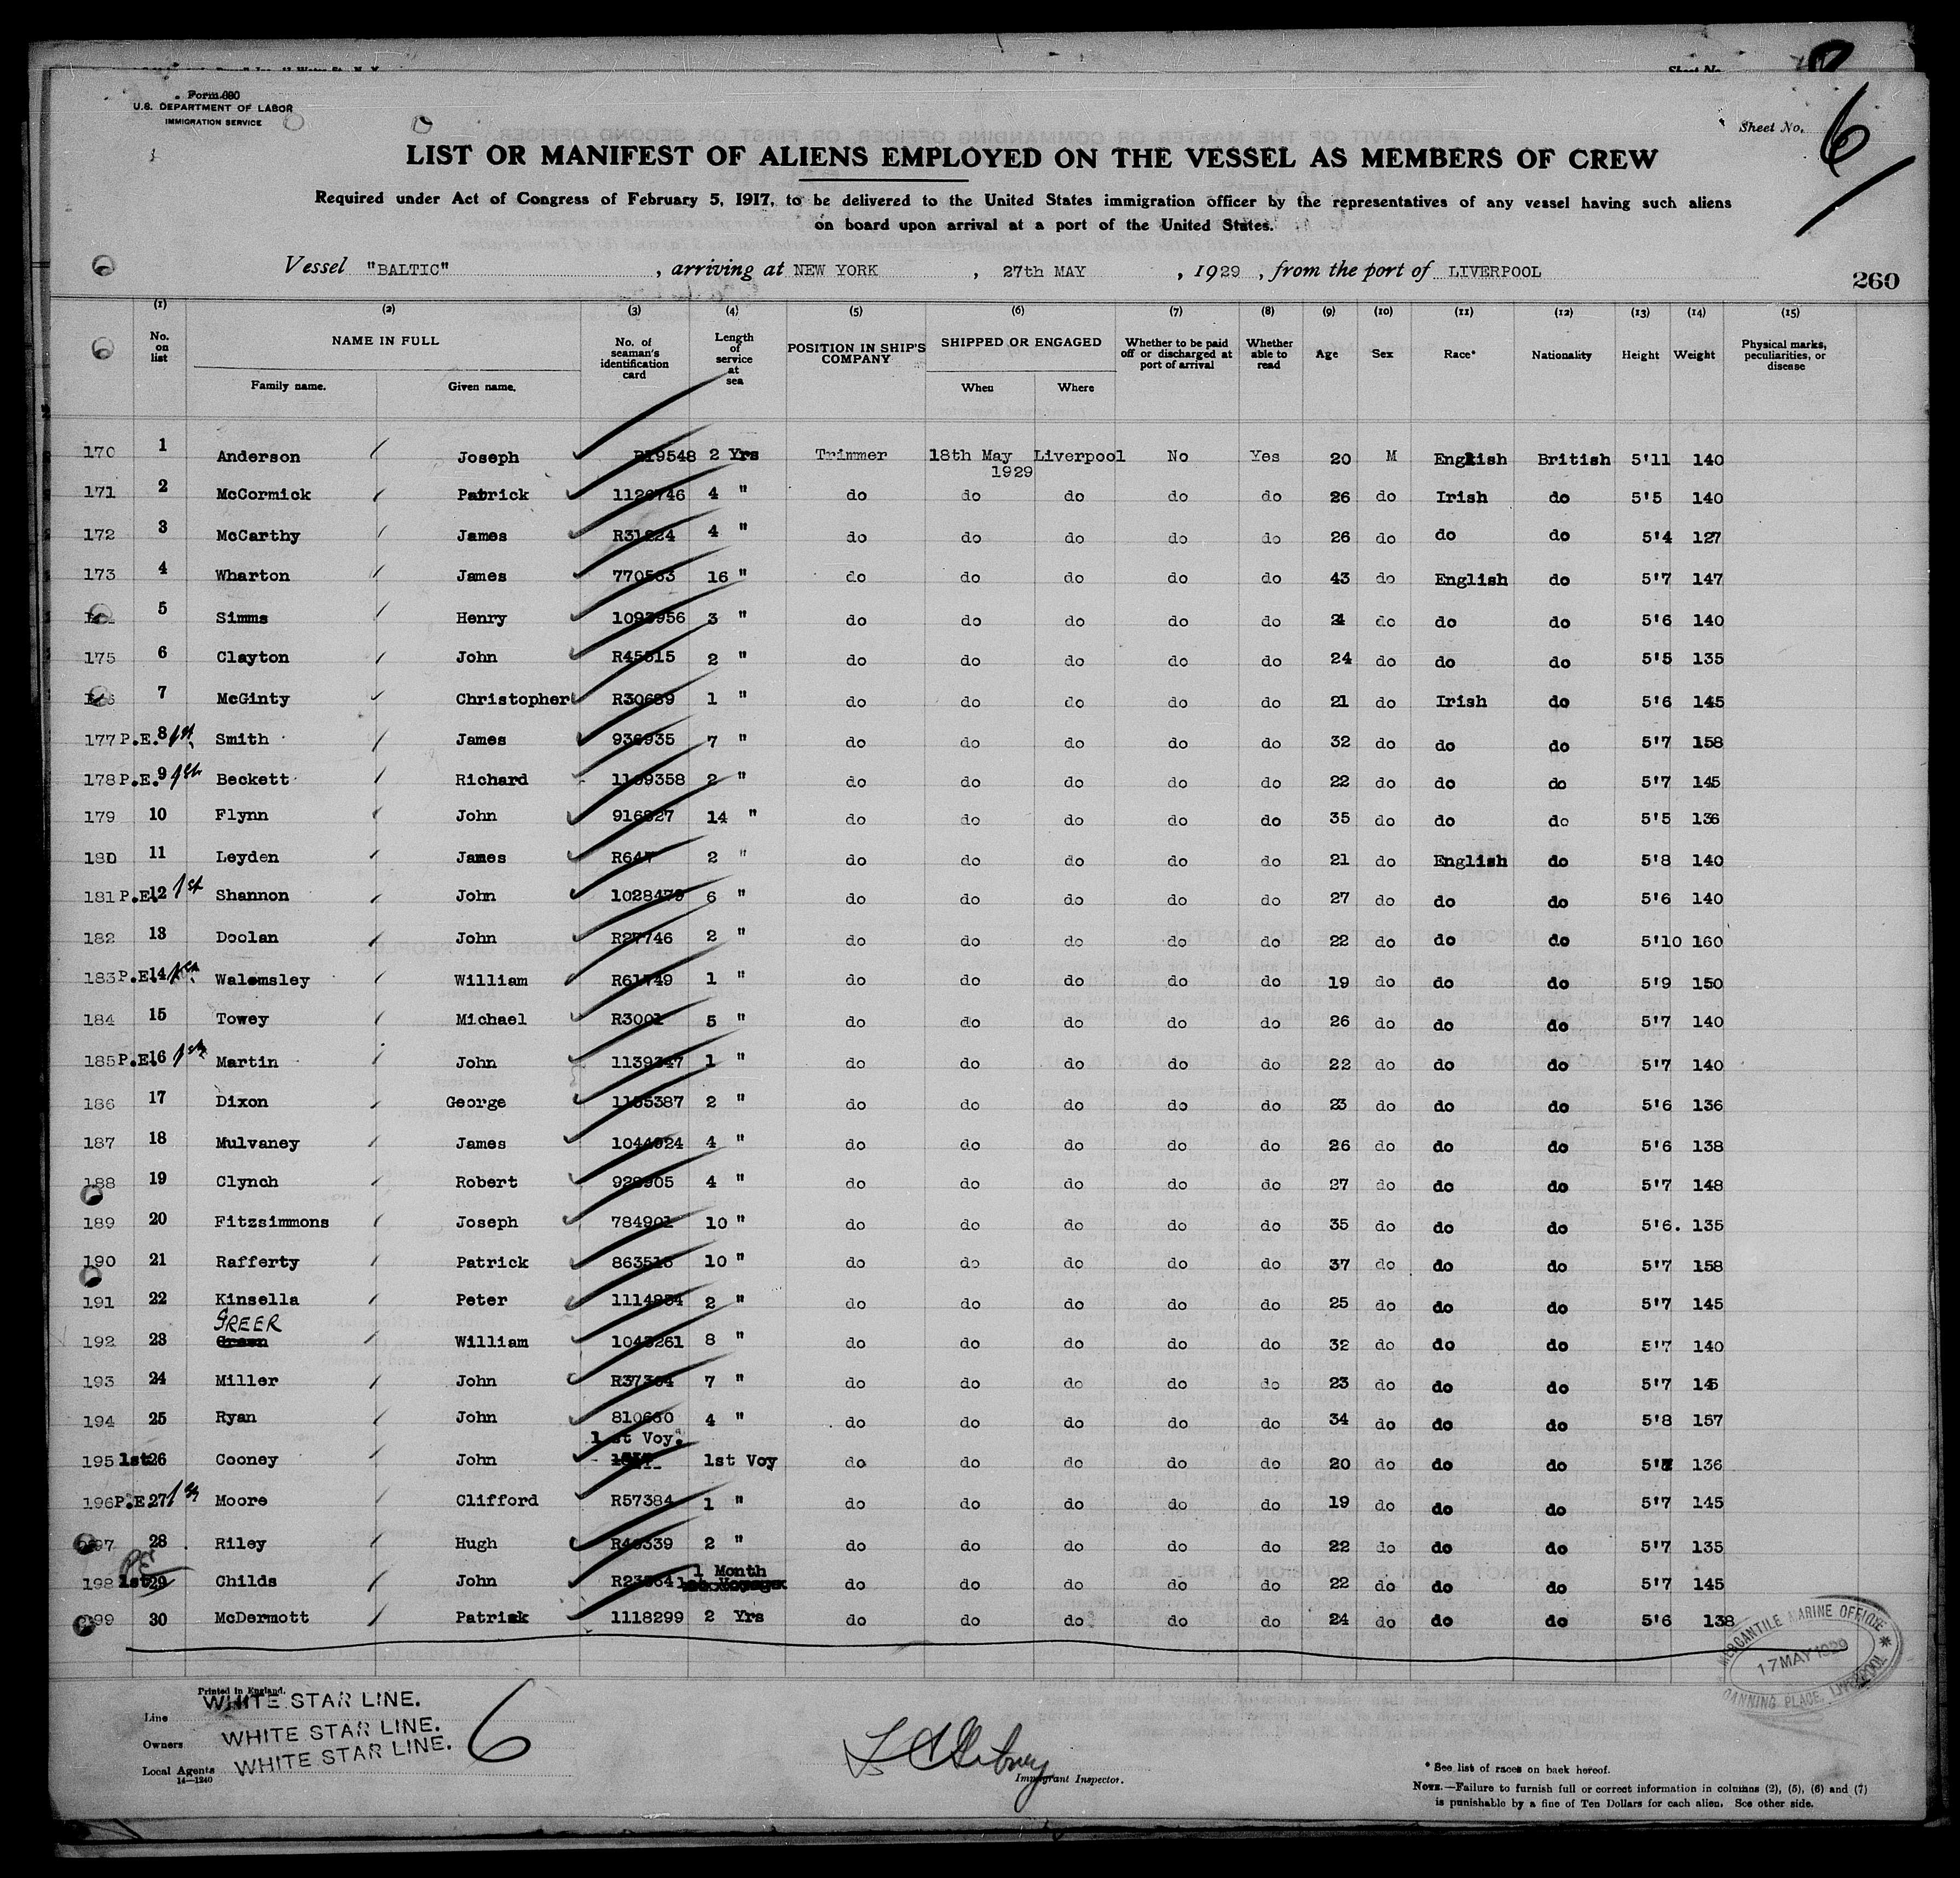 Form 680
U.S. DEPARTMENT OF LABOR
IMMIGRATION SERVICE
Sheet No. 6
LIST OR MANIFEST OF ALIENS EMPLOYED ON THE VESSEL AS MEMBERS OF CREW
Required under Act of Congress of February 5, 1917, to be delivered to the United States immigration officer by the representatives of any vessel having such aliens
on board upon arrival at a port of the United States.
Vessel "BALTIC" , arriving at NEW YORK , 27th MAY , 1929 , from the port of LIVERPOOL
260
(1) (2) (3) (4) (5) (6) (7) (8) (9) (10) (11) (12) (13) (14) (15)
No. on list NAME IN FULL Family name. Given name. No. of seaman's identification card Length of service at sea POSITION IN SHIP'S COMPANY SHIPPED OR ENGAGED When Where Whether to be paid off or discharged at port of arrival Whether able to read Age Sex Race* Nationality Height Weight Physical marks, peculiarities, or disease
170 1 Anderson Joseph R19548 2 Yrs Trimmer 18th May 1929 Liverpool No Yes 20 M English British 5'11 140
171 2 McCormick Patrick 4 " do do do do do 26 do Irish do 5'5 140
172 3 McCarthy James 4 " do do do do do 26 do do do 5'4 127
173 4 Wharton James 16 " do do do do do 43 do English do 5'7 147
5 Simms Henry 3 " do do do do do do do do 5'6 140
175 6 Clayton John 2 " do do do do do 24 do do do 5'5 135
7 McGinty Christopher 1 " do do do do do 21 do Irish do 5'6 145
177 P.E. 8 1st Smith James 936935 7 " do do do do do 32 do do do 5'7 158
178 P.E. 9 1st Beckett Richard 2 " do do do do do 22 do do do 5'7 145
179 10 Flynn John 14 " do do do do do 35 do do do 5'5 136
180 11 Leyden James 2 " do do do do do 21 do English do 5'8 140
181 P.E. 12 1st Shannon John 1028479 6 " do do do do do 27 do do do 5'6 140
182 13 Doolan John R27746 2 " do do do do do 22 do do do 5'10 160
183 P.E. 14 1st Walemsley William 1 " do do do do do 19 do do do 5'9 150
184 15 Towey Michael R3001 5 " do do do do do 26 do do do 5'7 140
185 P.E. 16 1st Martin John 1139347 1 " do do do do do 22 do do do 5'7 140
186 17 Dixon George 2 " do do do do do 23 do do do 5'6 136
187 18 Mulvaney James 4 " do do do do do 26 do do do 5'6 138
188 19 Clynch Robert 4 " do do do do do 27 do do do 5'7 148
189 20 Fitzsimmons Joseph 784901 10 " do do do do do 35 do do do 5'6. 135
190 21 Rafferty Patrick 10 " do do do do do 37 do do do 5'7 158
191 22 Kinsella Peter 2 " do do do do do 25 do do do 5'7 145
GREER
192 23 Green William 8 " do do do do do 32 do do do 5'7 140
193 24 Miller John 7 " do do do do do 23 do do do 5'7 145
194 25 Ryan John 4 " do do do do do 34 do do do 5'8 157
1st Voy.
195 1st 26 Cooney John 1st Voy do do do do do 20 do do do 136
196 P.E. 27 1st Moore Clifford R57384 1 " do do do do do 19 do do do 5'7 145
197 28 Riley Hugh 2 " do do do do do 22 do do do 5'7 135
PE 1 Month
198 1st 29 Childs John do do do do do 22 do do do 5'7 145
199 30 McDermott Patrick 1118299 2 Yrs do do do do do 24 do do do 5'6 138
MERCANTILE MARINE OFFICE
17 MAY 1929
CANNING PLACE, LIVERPOOL
Printed in England.
Line WHITE STAR LINE.
Owners WHITE STAR LINE.
Local Agents WHITE STAR LINE.
14—1240
6
Immigrant Inspector.
* See list of races on back hereof.
NOTE.—Failure to furnish full or correct information in columns (2), (5), (6) and (7)
is punishable by a fine of Ten Dollars for each alien. See other side.